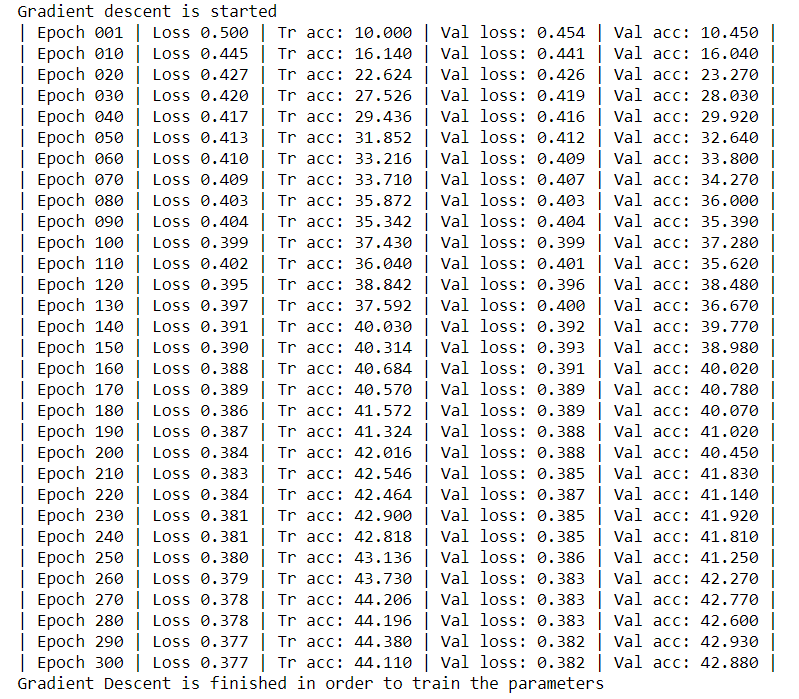 Gradient descent is started
| Epoch 001 | Loss 0.500 | Tr acc: 10.000 | Val loss: 0.454 | Val acc: 10.450 |
| Epoch 010 | Loss 0.445 | Tr acc: 16.140 | Val loss: 0.441 | Val acc: 16.040 |
| Epoch 020 | Loss 0.427 | Tr acc: 22.624 | Val loss: 0.426 | Val acc: 23.270 |
| Epoch 030 | Loss 0.420 | Tr acc: 27.526 | Val loss: 0.419 | Val acc: 28.030 |
| Epoch 040 | Loss 0.417 | Tr acc: 29.436 | Val loss: 0.416 | Val acc: 29.920 |
| Epoch 050 | Loss 0.413 | Tr acc: 31.852 | Val loss: 0.412 | Val acc: 32.640 |
| Epoch 060 | Loss 0.410 | Tr acc: 33.216 | Val loss: 0.409 | Val acc: 33.800 |
| Epoch 070 | Loss 0.409 | Tr acc: 33.710 | Val loss: 0.407 | Val acc: 34.270 |
| Epoch 080 | Loss 0.403 | Tr acc: 35.872 | Val loss: 0.403 | Val acc: 36.000 |
| Epoch 090 | Loss 0.404 | Tr acc: 35.342 | Val loss: 0.404 | Val acc: 35.390 |
| Epoch 100 | Loss 0.399 | Tr acc: 37.430 | Val loss: 0.399 | Val acc: 37.280 |
| Epoch 110 | Loss 0.402 | Tr acc: 36.040 | Val loss: 0.401 | Val acc: 35.620 |
| Epoch 120 | Loss 0.395 | Tr acc: 38.842 | Val loss: 0.396 | Val acc: 38.480 |
| Epoch 130 | Loss 0.397 | Tr acc: 37.592 | Val loss: 0.400 | Val acc: 36.670 |
| Epoch 140 | Loss 0.391 | Tr acc: 40.030 | Val loss: 0.392 | Val acc: 39.770 |
| Epoch 150 | Loss 0.390 | Tr acc: 40.314 | Val loss: 0.393 | Val acc: 38.980 |
| Epoch 160 | Loss 0.388 | Tr acc: 40.684 | Val loss: 0.391 | Val acc: 40.020 |
| Epoch 170 | Loss 0.389 | Tr acc: 40.570 | Val loss: 0.389 | Val acc: 40.780 |
| Epoch 180 | Loss 0.386 | Tr acc: 41.572 | Val loss: 0.389 | Val acc: 40.070 |
| Epoch 190 | Loss 0.387 | Tr acc: 41.324 | Val loss: 0.388 | Val acc: 41.020 |
| Epoch 200 | Loss 0.384 | Tr acc: 42.016 | Val loss: 0.388 | Val acc: 40.450 |
| Epoch 210 | Loss 0.383 | Tr acc: 42.546 | Val loss: 0.385 | Val acc: 41.830 |
| Epoch 220 | Loss 0.384 | Tr acc: 42.464 | Val loss: 0.387 | Val acc: 41.140 |
| Epoch 230 | Loss 0.381 | Tr acc: 42.900 | Val loss: 0.385 | Val acc: 41.920 |
| Epoch 240 | Loss 0.381 | Tr acc: 42.818 | Val loss: 0.385 | Val acc: 41.810 |
| Epoch 250 | Loss 0.380 | Tr acc: 43.136 | Val loss: 0.386 | Val acc: 41.250 |
| Epoch 260 | Loss 0.379 | Tr acc: 43.730 | Val loss: 0.383 | Val acc: 42.270 |
| Epoch 270 | Loss 0.378 | Tr acc: 44.206 | Val loss: 0.383 | Val acc: 42.770 |
| Epoch 280 | Loss 0.378 | Tr acc: 44.196 | Val loss: 0.383 | Val acc: 42.600 |
| Epoch 290 | Loss 0.377 | Tr acc: 44.380 | Val loss: 0.382 | Val acc: 42.930 |
| Epoch 300 | Loss 0.377 | Tr acc: 44.110 | Val loss: 0.382 | Val acc: 42.880 |
Gradient Descent is finished in order to train the parameters